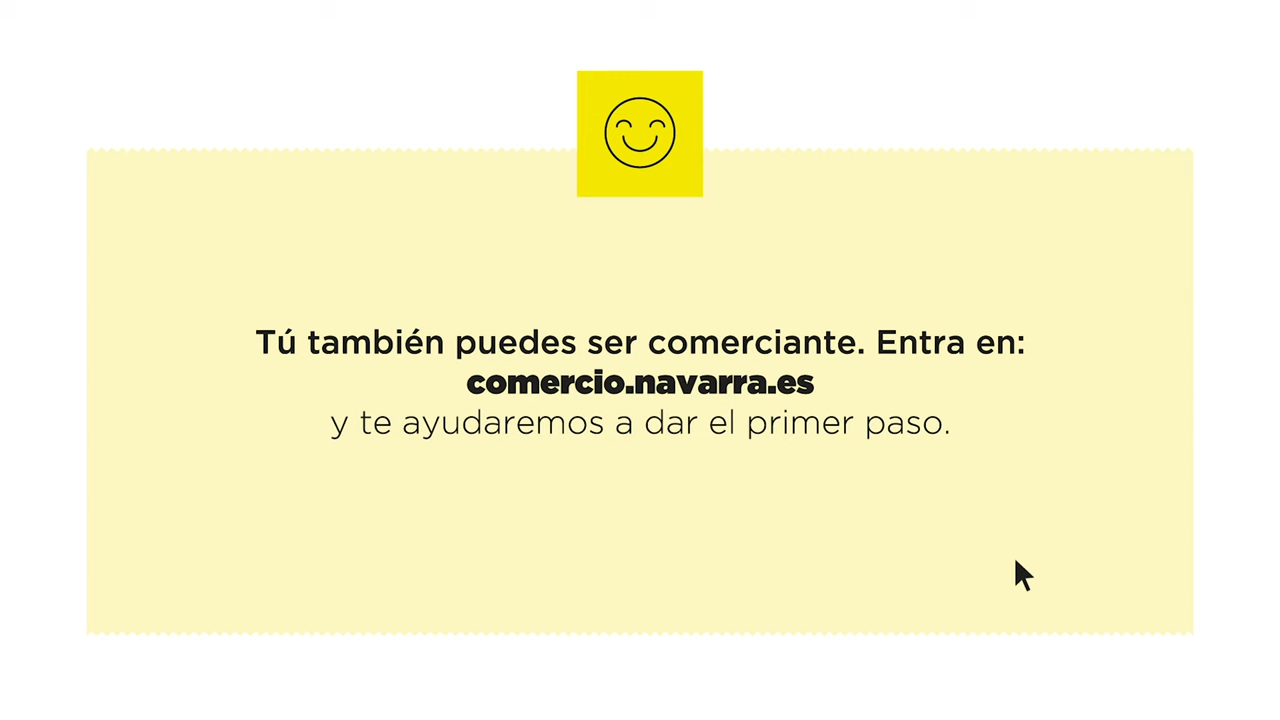 Tú también puedes ser comerciante. Entra en:
comercio.navarra.es
y te ayudaremos a dar el primer paso.